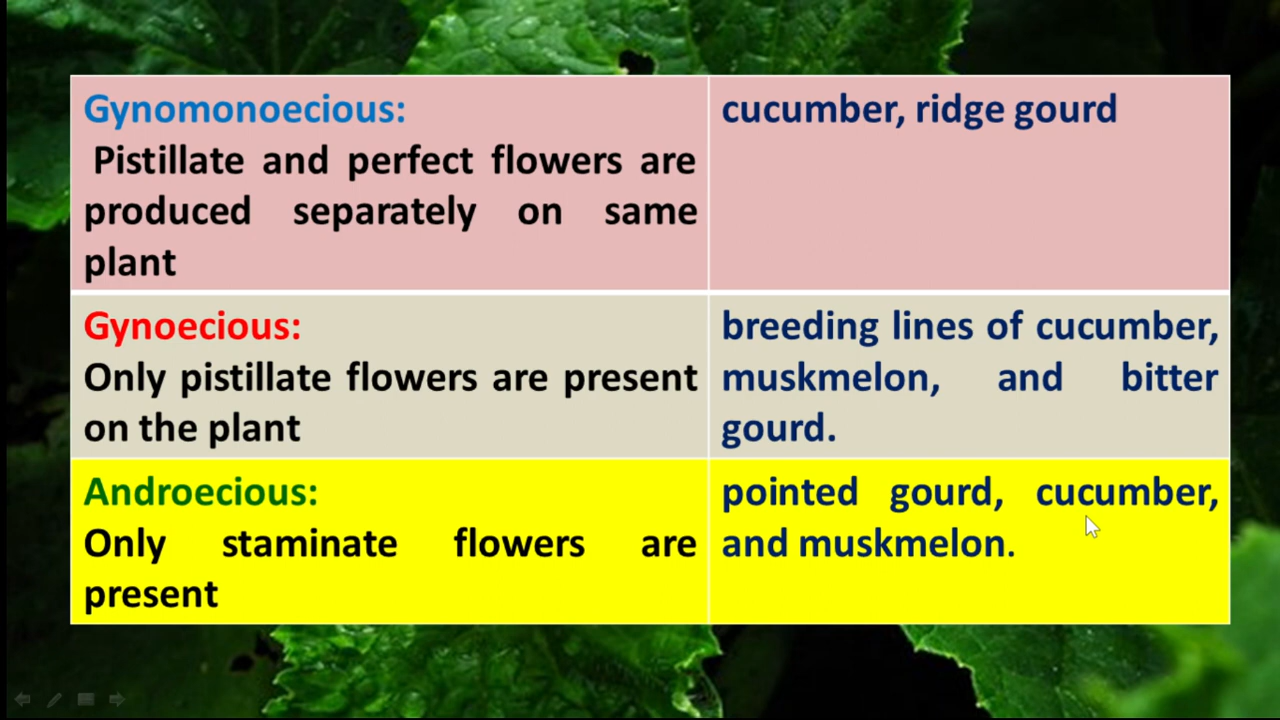 Gynomonoecious:
Pistillate and perfect flowers are
produced separately on same
plant
cucumber, ridge gourd
Gynoecious:
Only pistillate flowers are present
on the plant
breeding lines of cucumber,
muskmelon, and bitter
gourd.
Androecious:
Only staminate flowers are
present
pointed gourd, cucumber,
and muskmelon.